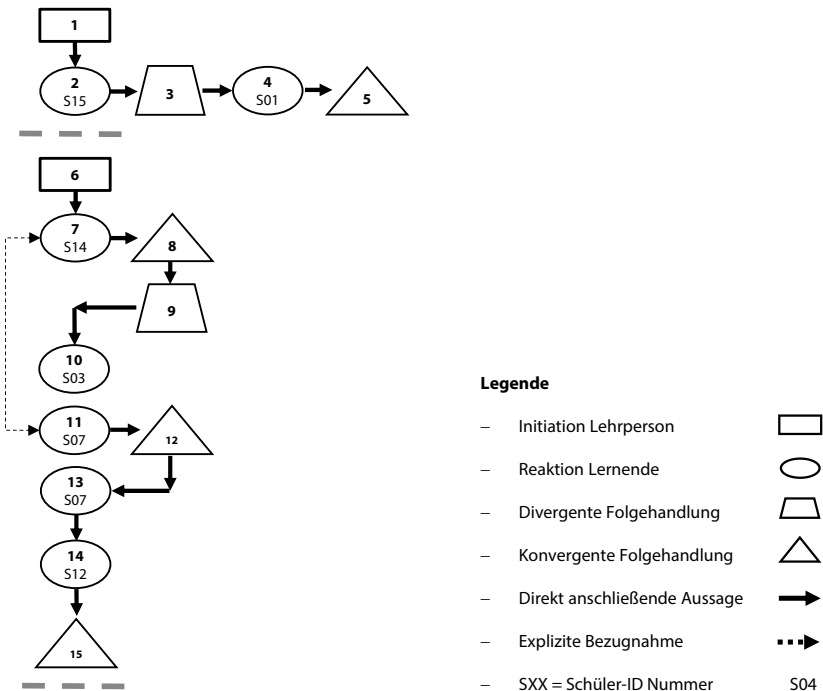 1
2
S15
3
4
S01
5
6
7
S14
8
9
10
S03
11
S07
12
13
S07
14
S12
15
Legende
– Initiation Lehrperson
– Reaktion Lernende
– Divergente Folgehandlung
– Konvergente Folgehandlung
– Direkt anschließende Aussage
– Explizite Bezugnahme
– SXX = Schüler-ID Nummer S04